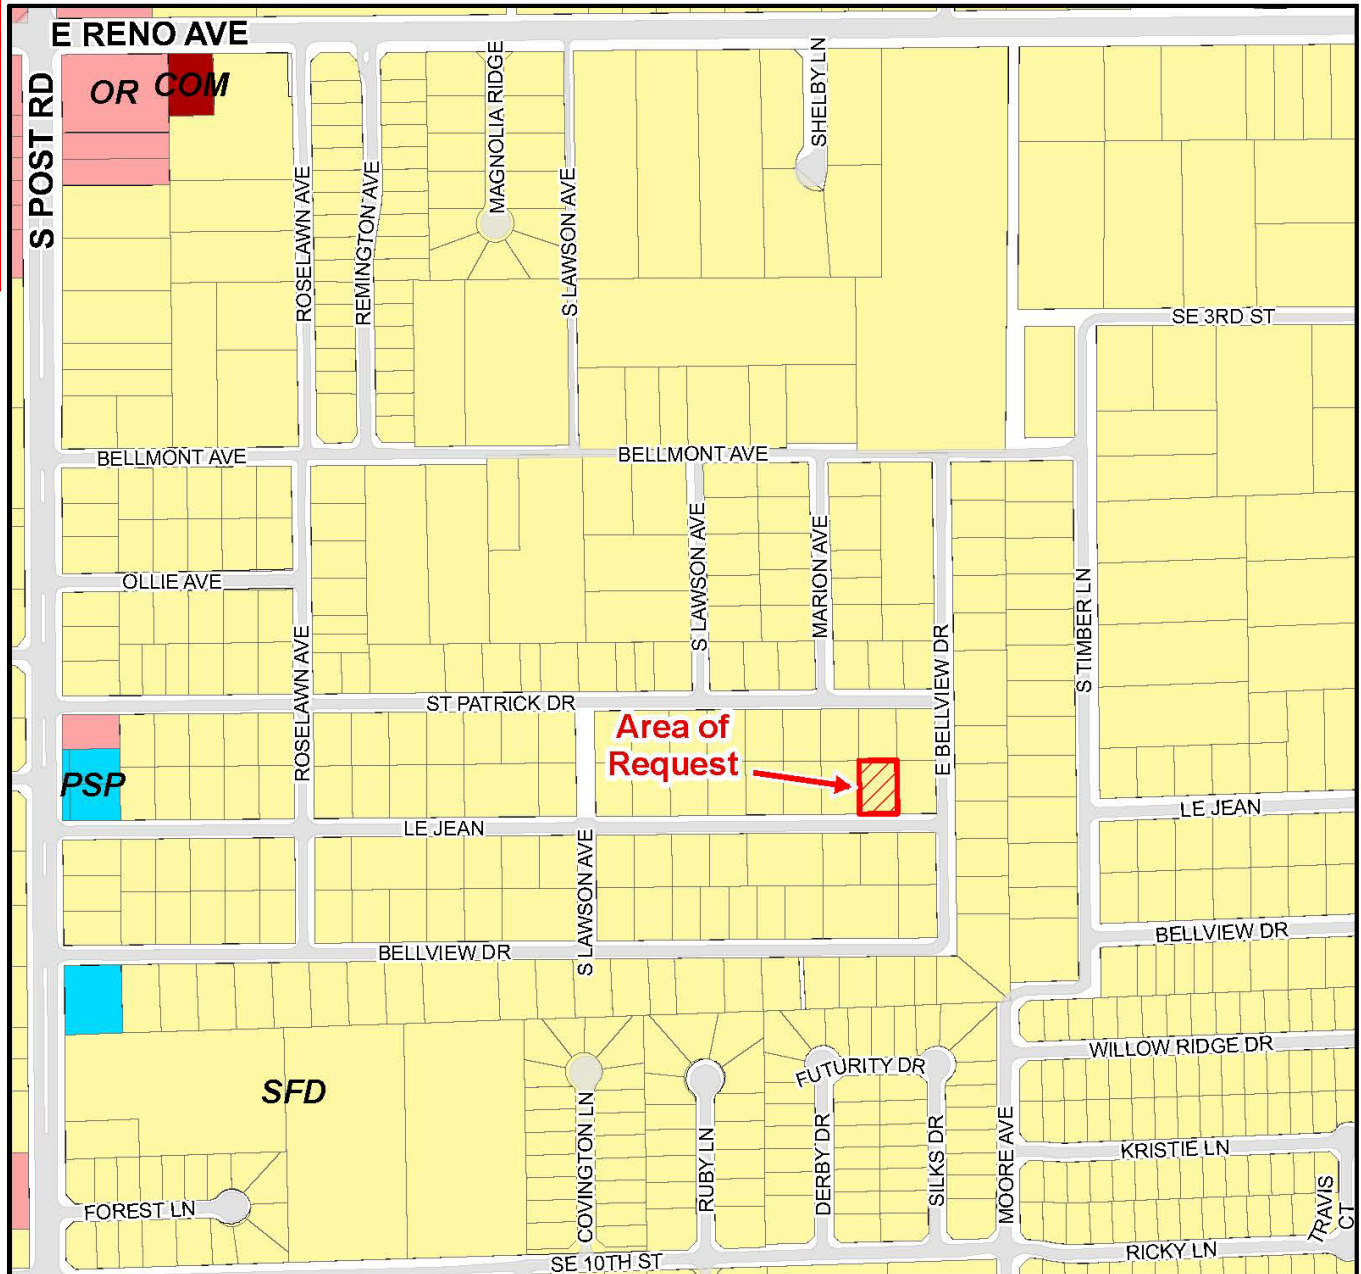 E RENO AVE
OR COM
S POST RD
ROSELAWN AVE
REMINGTON AVE
MAGNOLIA RIDGE
S LAWSON AVE
SHELBY LN
SE 3RD ST
BELLMONT AVE
BELLMONT AVE
OLLIE AVE
S LAWSON AVE
MARION AVE
E BELLVIEW DR
S TIMBER LN
ROSELAWN AVE
ST PATRICK DR
Area of
Request
PSP
LE JEAN
LE JEAN
S LAWSON AVE
BELLVIEW DR
BELLVIEW DR
SFD
FUTURITY DR
WILLOW RIDGE DR
COVINGTON LN
RUBY LN
DERBY DR
SILKS DR
MOORE AVE
KRISTIE LN
FOREST LN
TRAVIS
CT
SE 10TH ST
RICKY LN